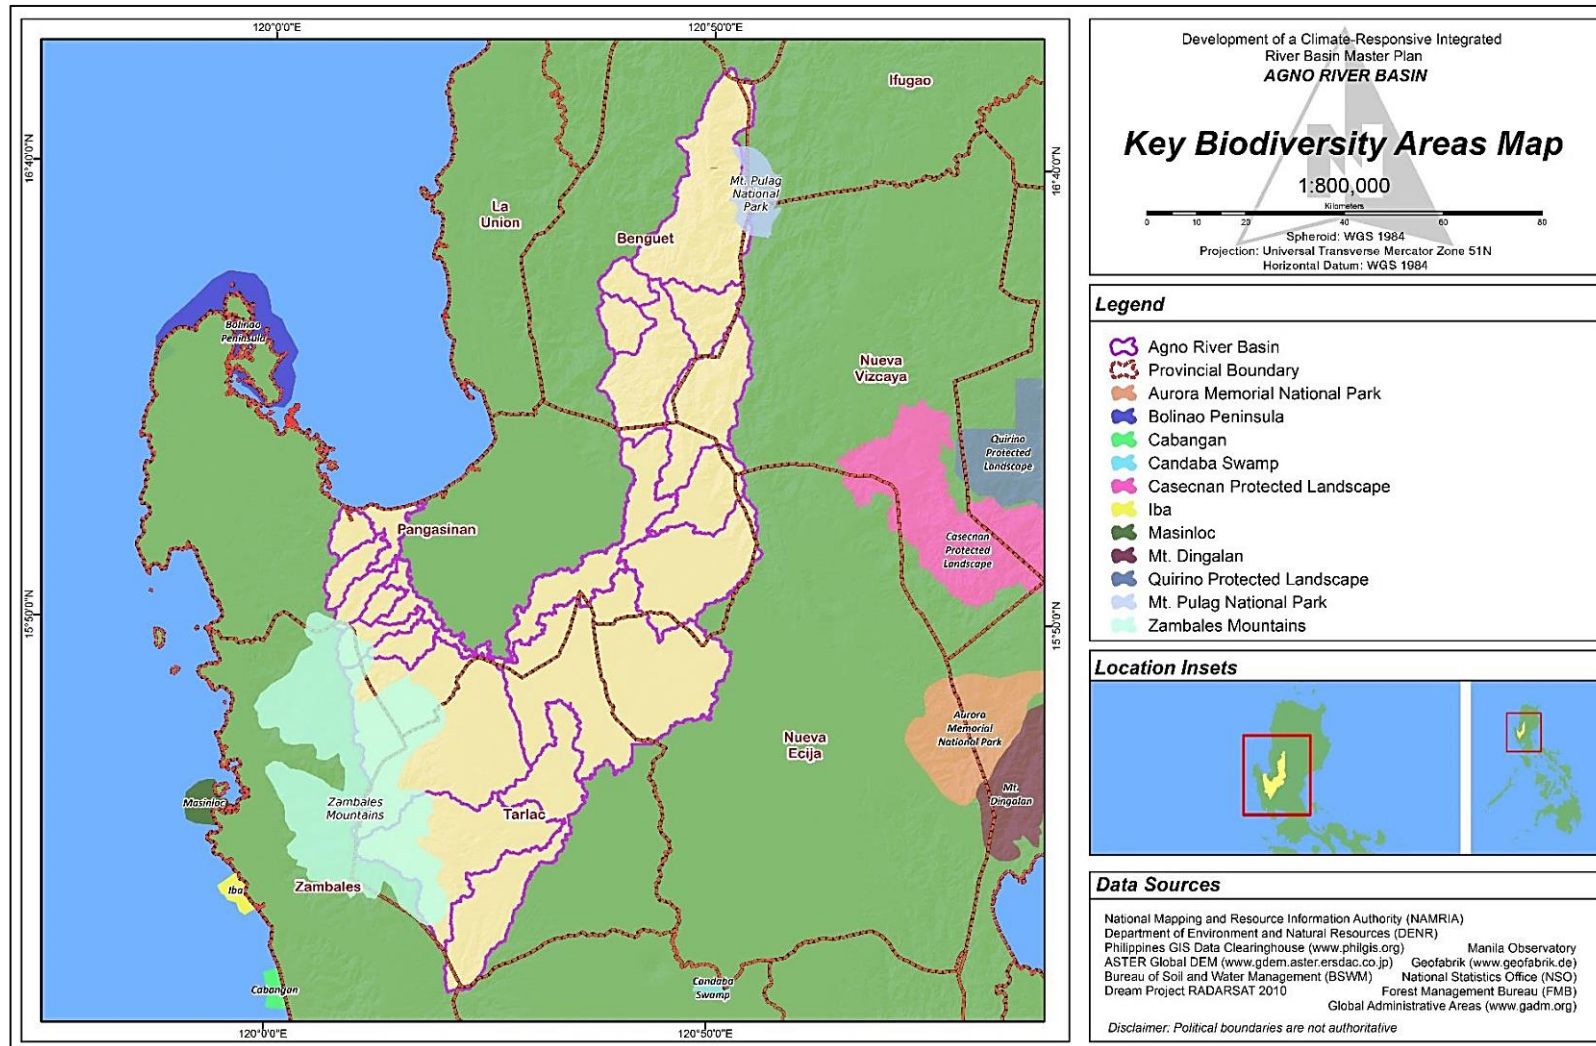 120°0'0"E
120°50'0"E
16°40'0"N
16°40'0"N
15°50'0"N
15°50'0"N
120°0'0"E
120°50'0"E
Ifugao
Mt. Pulag
National
Park
La
Union
Benguet
Bolinao
Peninsula
Nueva
Vizcaya
Quirino
Protected
Landscape
Pangasinan
Casecnan
Protected
Landscape
Aurora
Memorial
National Park
Nueva
Ecija
Mt.
Dingalan
Masinloc
Zambales
Mountains
Tarlac
Zambales
Iba
Cabangan
Candaba
Swamp
Development of a Climate-Responsive Integrated
River Basin Master Plan
AGNO RIVER BASIN
N
Key Biodiversity Areas Map
1:800,000
Kilometers
0 5 10 20 40 60 80
Spheroid: WGS 1984
Projection: Universal Transverse Mercator Zone 51N
Horizontal Datum: WGS 1984
Legend
Agno River Basin
Provincial Boundary
Aurora Memorial National Park
Bolinao Peninsula
Cabangan
Candaba Swamp
Casecnan Protected Landscape
Iba
Masinloc
Mt. Dingalan
Quirino Protected Landscape
Mt. Pulag National Park
Zambales Mountains
Location Insets
Data Sources
National Mapping and Resource Information Authority (NAMRIA)
Department of Environment and Natural Resources (DENR)
Philippines GIS Data Clearinghouse (www.philgis.org) Manila Observatory
ASTER Global DEM (www.gdem.aster.ersdac.co.jp) Geofabrik (www.geofabrik.de)
Bureau of Soil and Water Management (BSWM) National Statistics Office (NSO)
Dream Project RADARSAT 2010 Forest Management Bureau (FMB)
Global Administrative Areas (www.gadm.org)
Disclaimer: Political boundaries are not authoritative